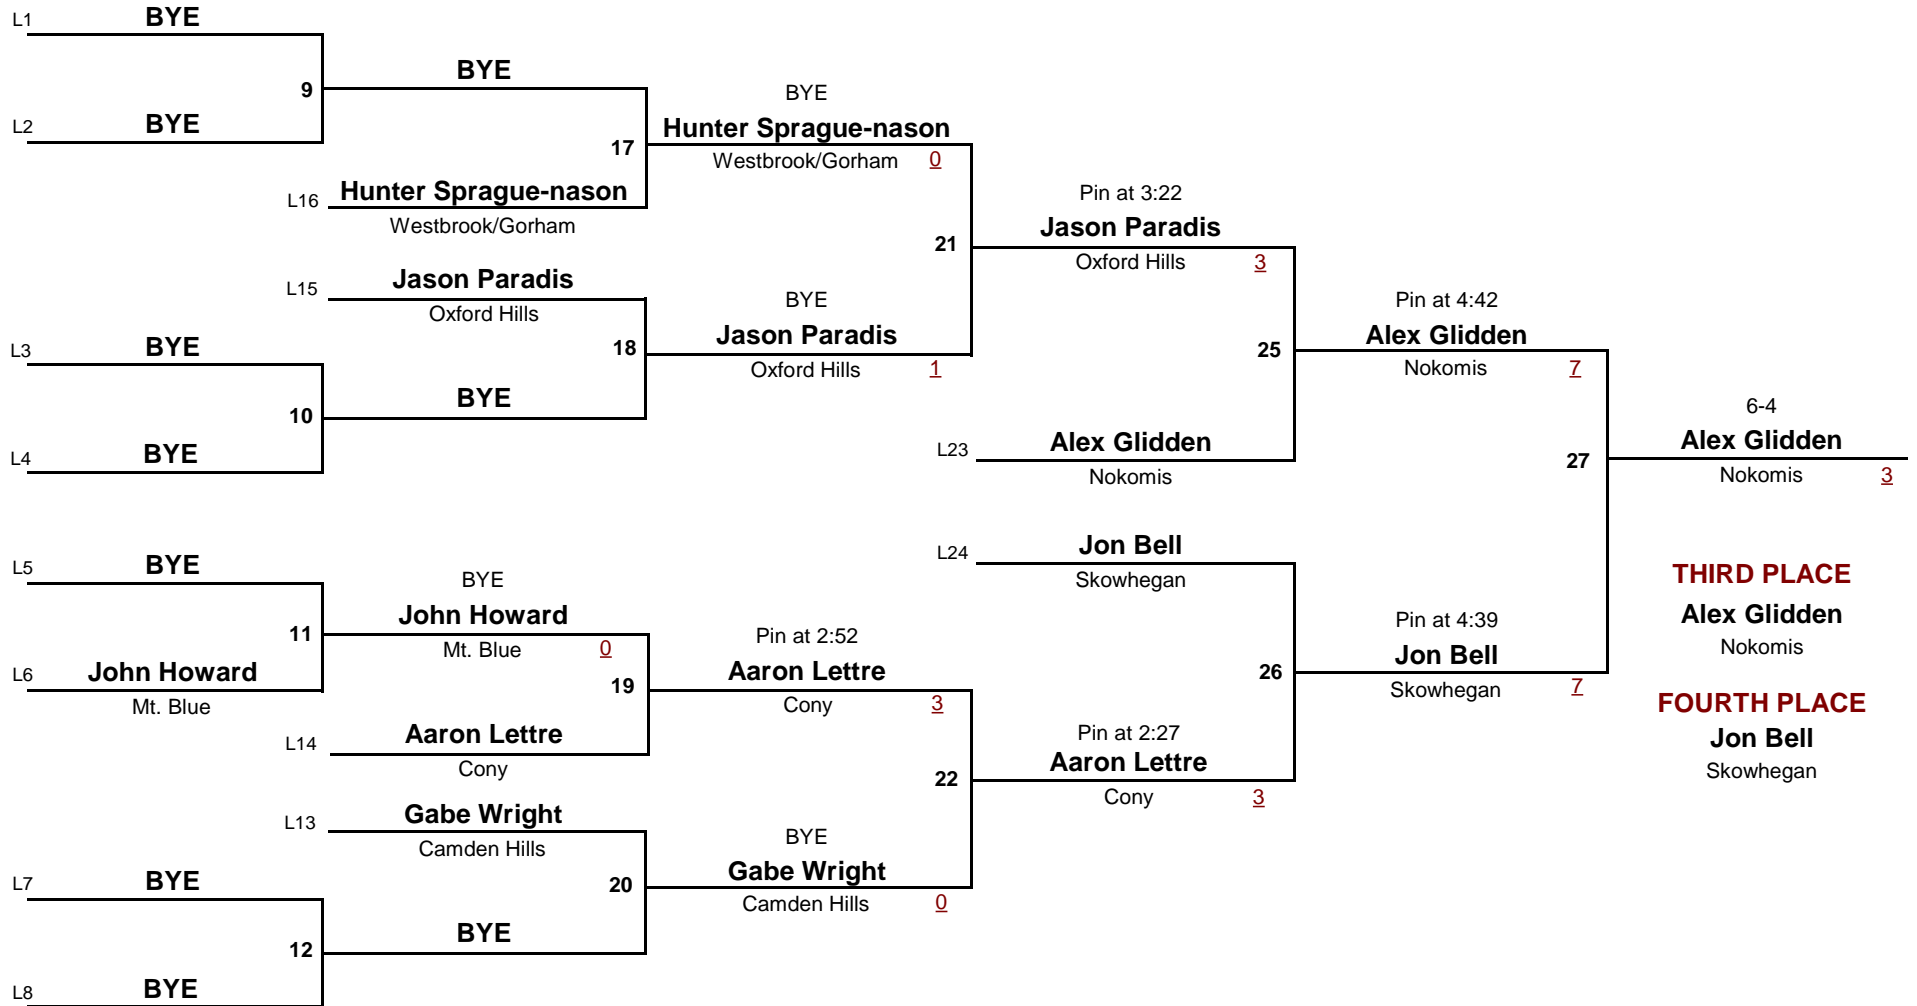 L1
BYE
9
L2
BYE
BYE
17
L16
Hunter Sprague-nason
Westbrook/Gorham
BYE
Hunter Sprague-nason
Westbrook/Gorham 0
L15
Jason Paradis
Oxford Hills
18
L3
BYE
10
BYE
L4
BYE
BYE
Jason Paradis
Oxford Hills 1
21
Pin at 3:22
Jason Paradis
Oxford Hills 3
25
L23
Alex Glidden
Nokomis
Pin at 4:42
Alex Glidden
Nokomis 7
27
6-4
Alex Glidden
Nokomis 3
L5
BYE
11
L6
John Howard
Mt. Blue
BYE
John Howard
Mt. Blue 0
19
L14
Aaron Lettre
Cony
Pin at 2:52
Aaron Lettre
Cony 3
L13
Gabe Wright
Camden Hills
20
L7
BYE
12
BYE
L8
BYE
BYE
Gabe Wright
Camden Hills 0
22
L24
Jon Bell
Skowhegan
26
Pin at 2:27
Aaron Lettre
Cony 3
Pin at 4:39
Jon Bell
Skowhegan 7
THIRD PLACE
Alex Glidden
Nokomis
FOURTH PLACE
Jon Bell
Skowhegan